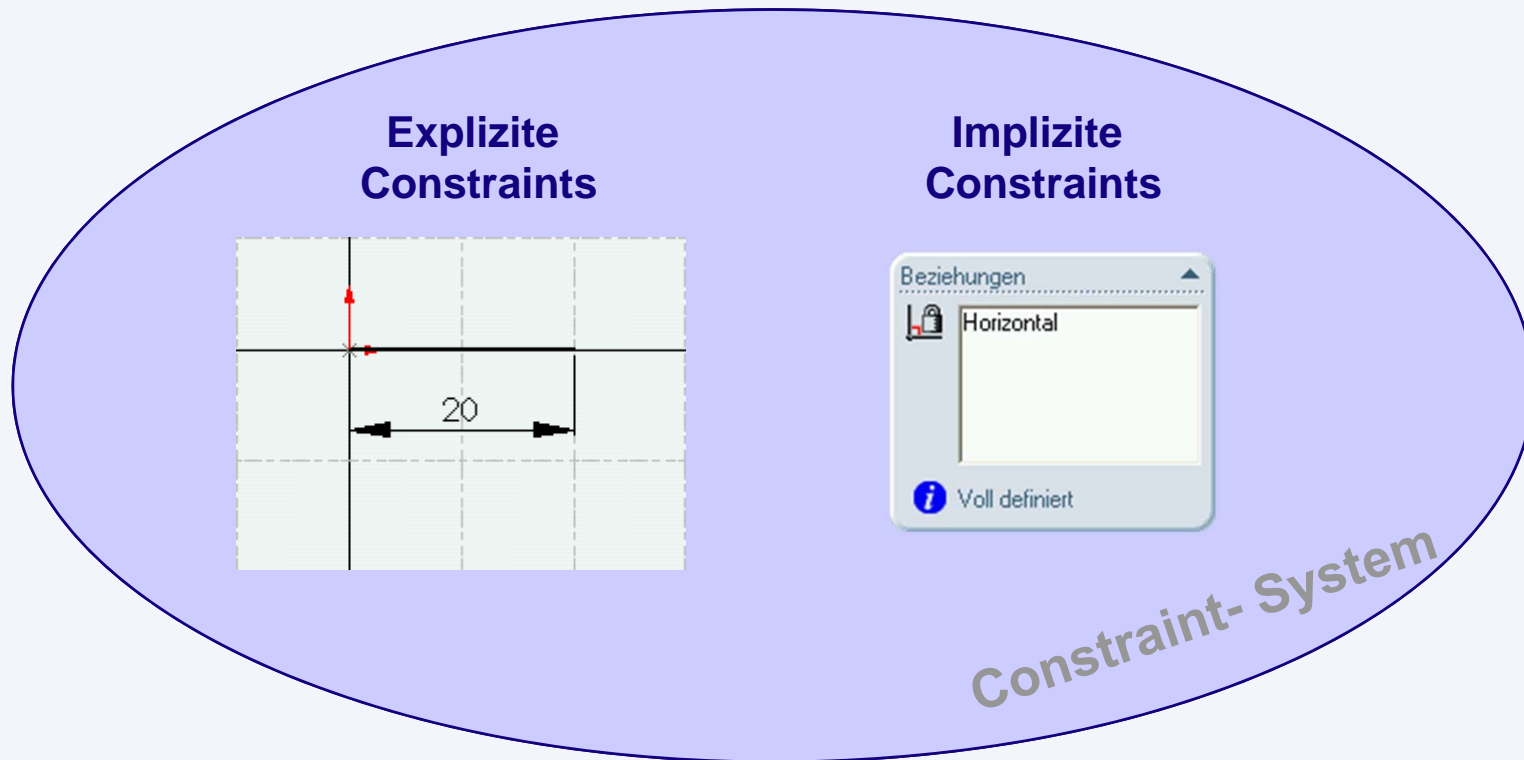 Explizite
Constraints
20
Implizite
Constraints
Beziehungen
Horizontal
i Voll definiert
Constraint- System